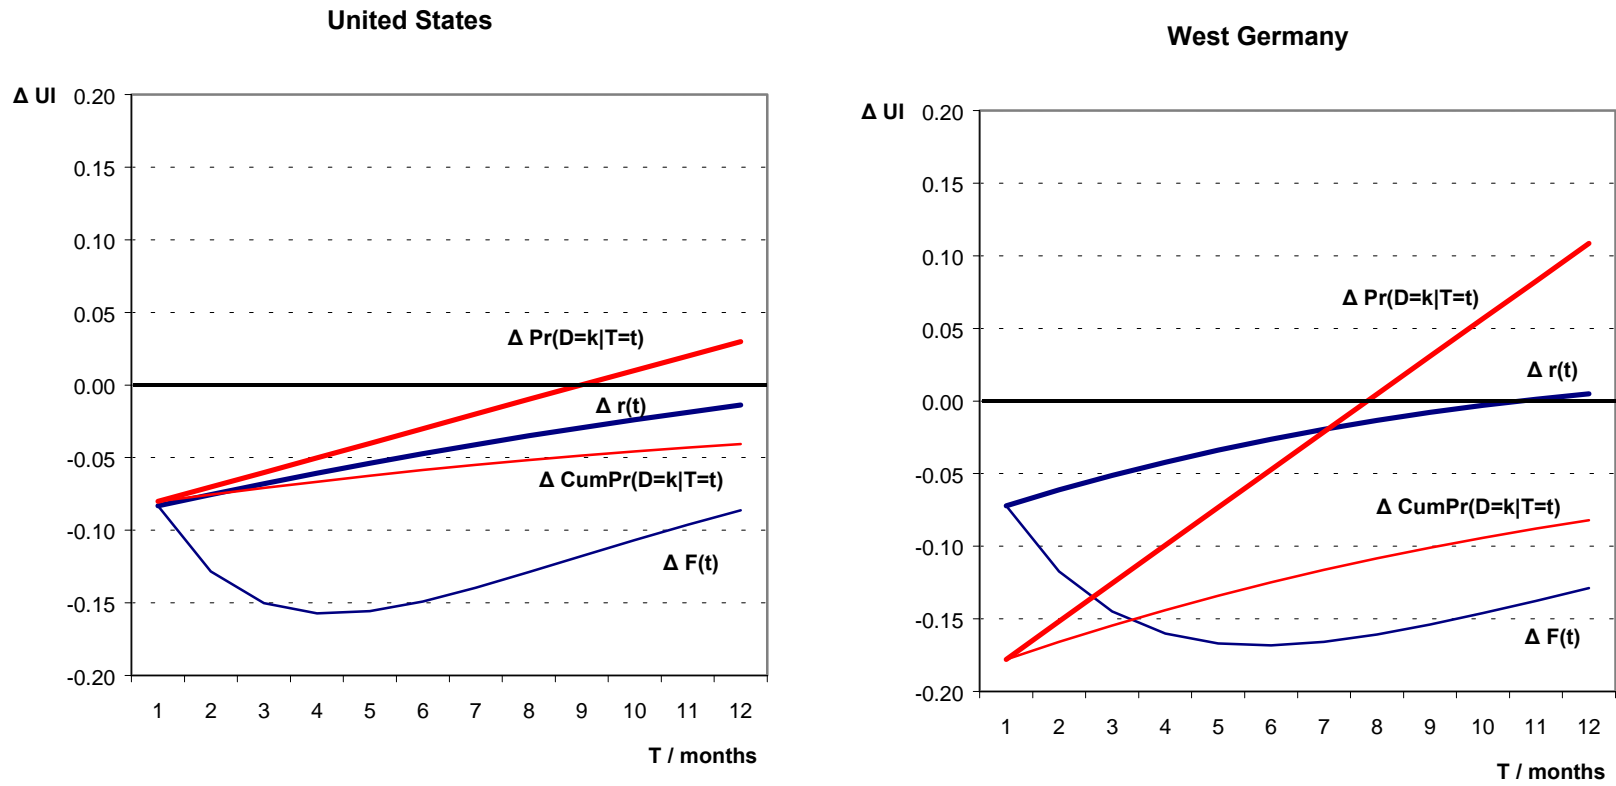 United States
Δ UI
0.20
0.15
0.10
0.05
0.00
-0.05
-0.10
-0.15
-0.20
Δ Pr(D=k|T=t)
Δ r(t)
Δ CumPr(D=k|T=t)
Δ F(t)
1 2 3 4 5 6 7 8 9 10 11 12
T / months
West Germany
Δ UI
0.20
0.15
0.10
0.05
0.00
-0.05
-0.10
-0.15
-0.20
Δ Pr(D=k|T=t)
Δ r(t)
Δ CumPr(D=k|T=t)
Δ F(t)
1 2 3 4 5 6 7 8 9 10 11 12
T / months